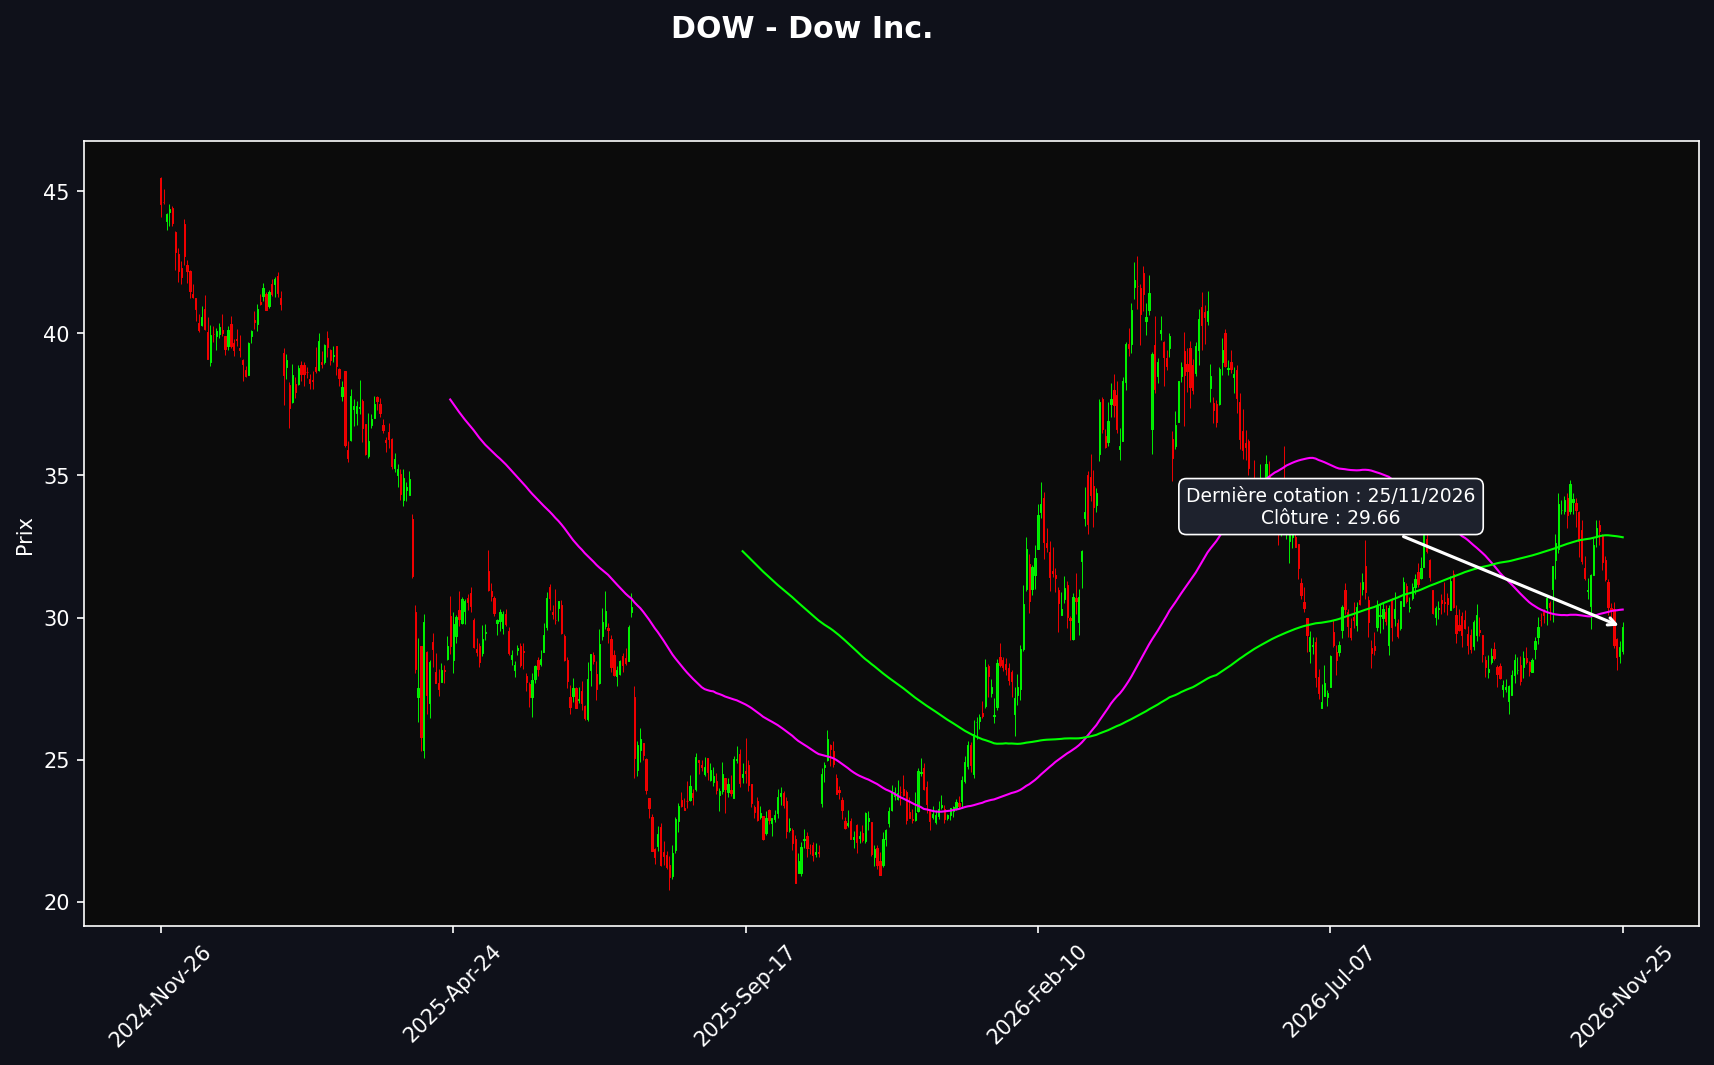 DOW - Dow Inc.
Prix
45
40
35
30
25
20
Dernière cotation : 25/11/2026
Clôture : 29.66
2024-Nov-26
2025-Apr-24
2025-Sep-17
2026-Feb-10
2026-Jul-07
2026-Nov-25